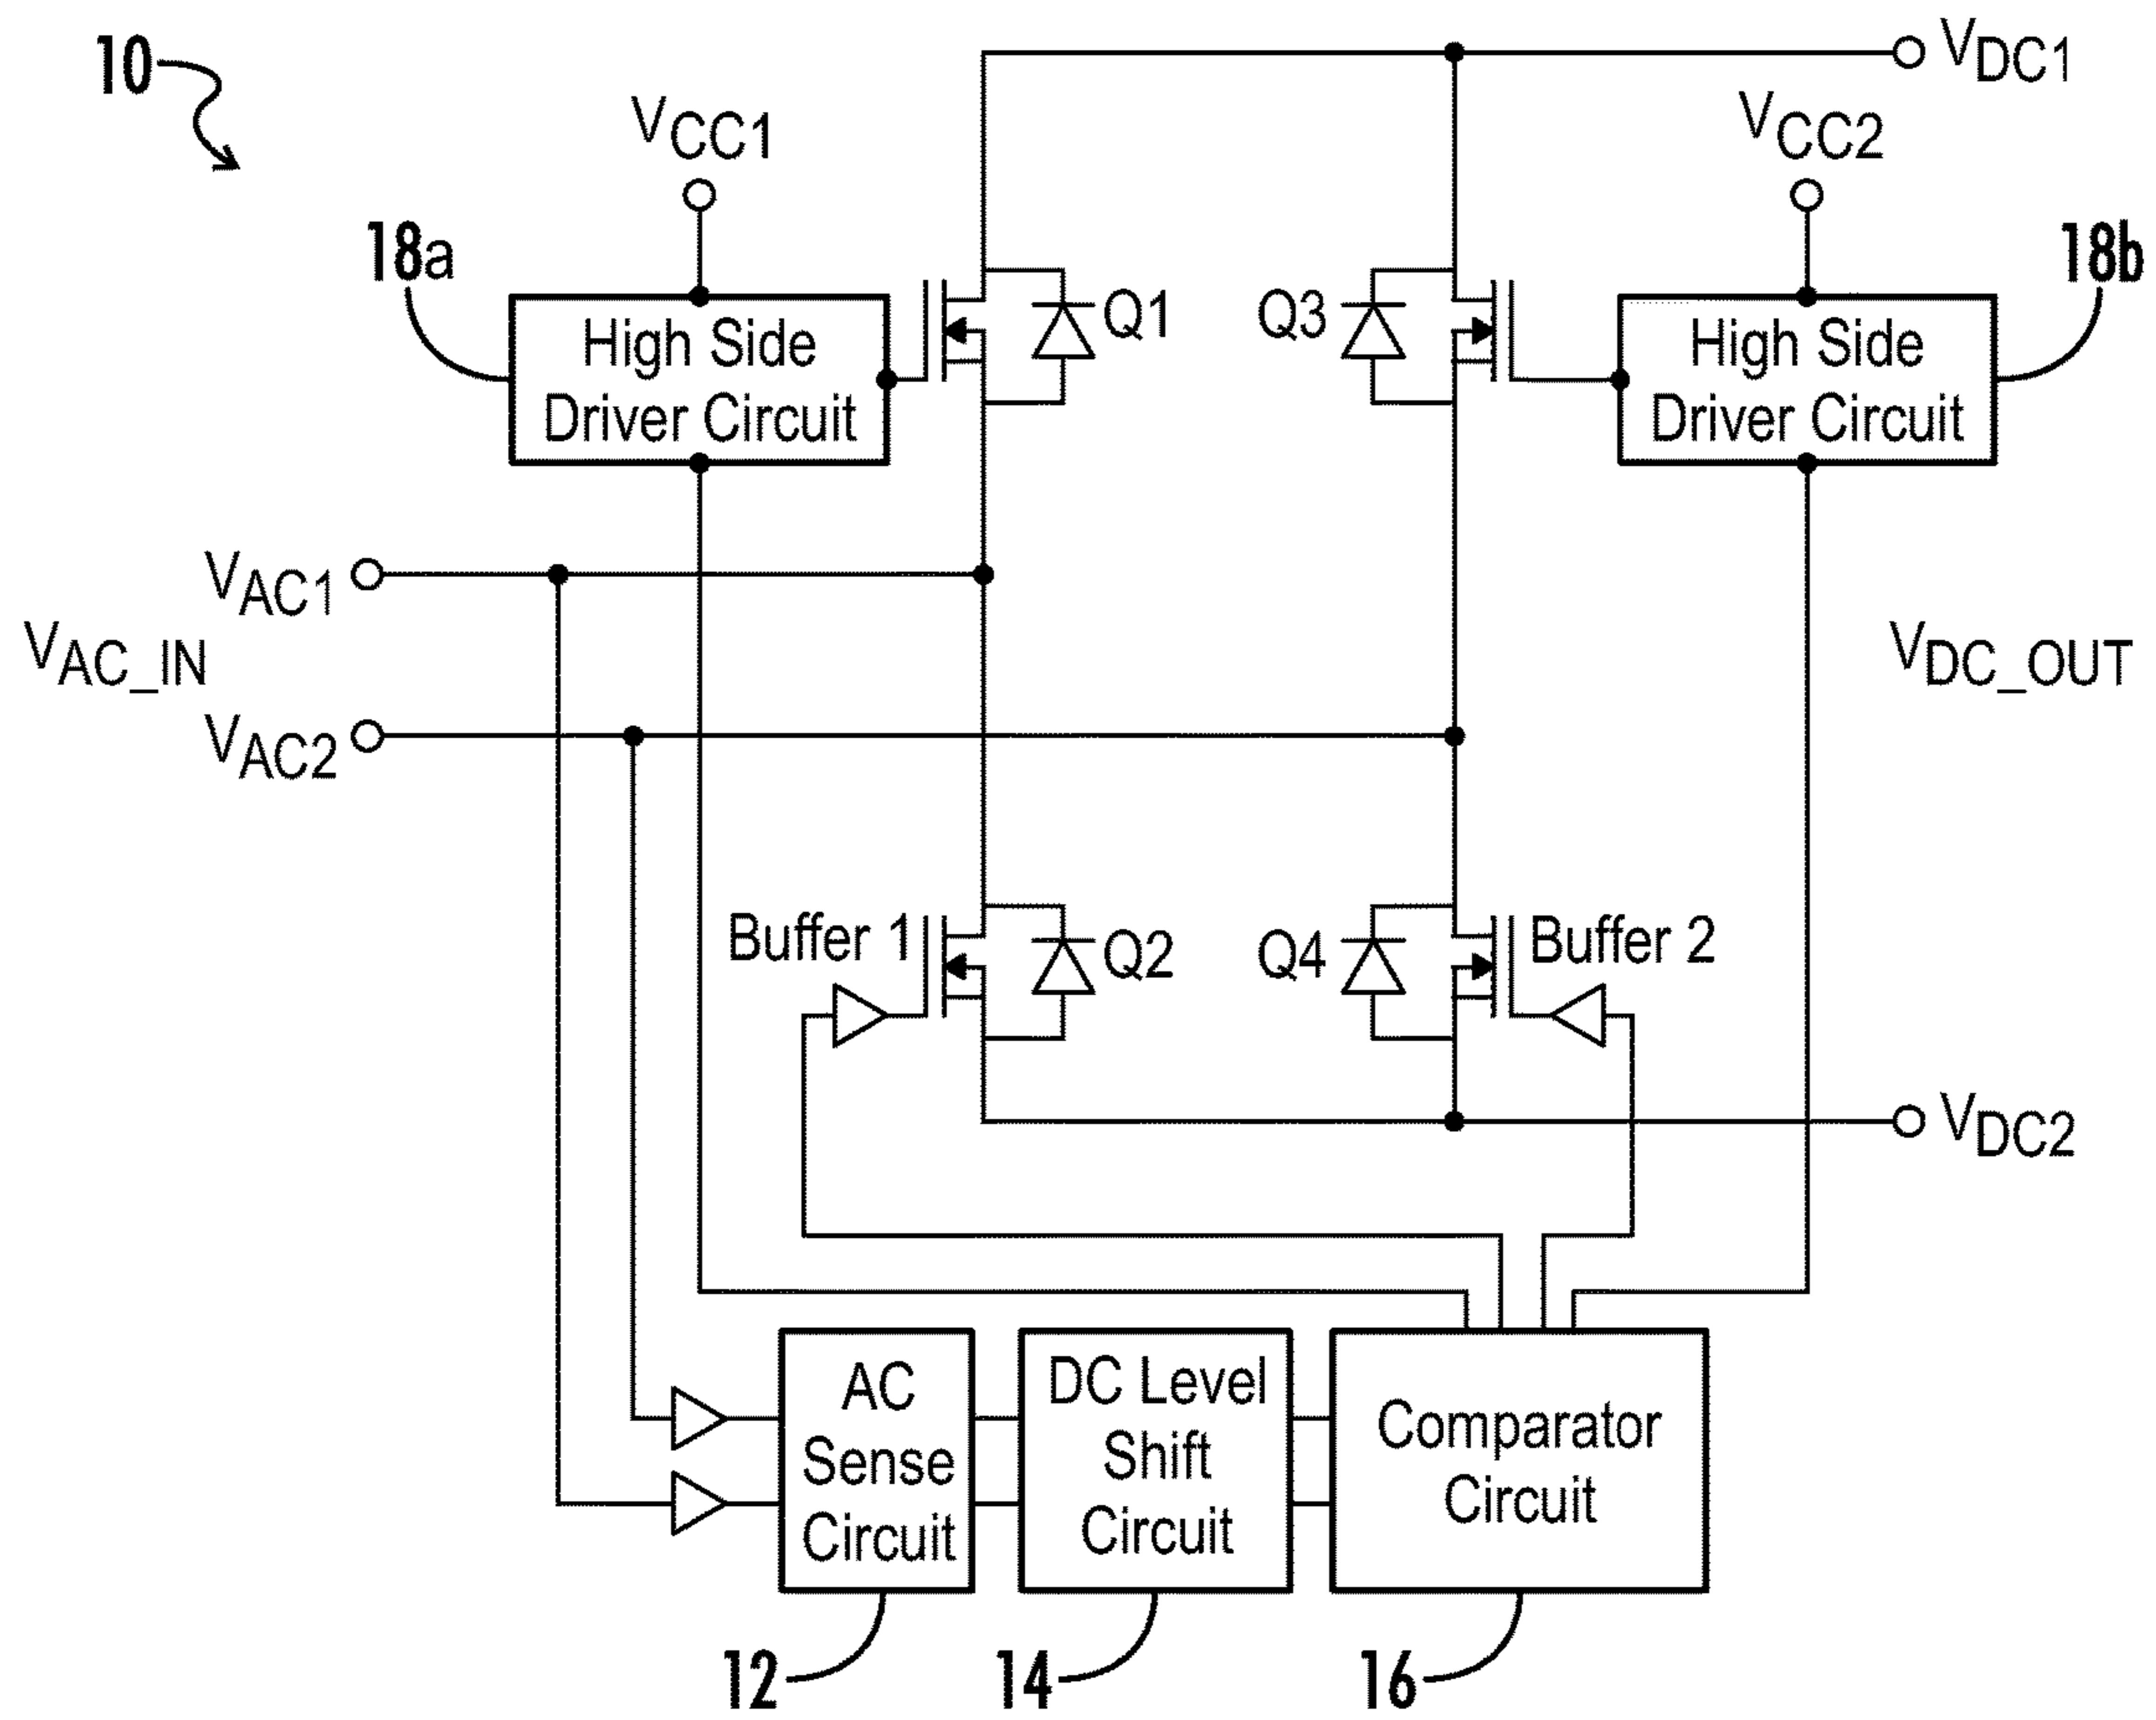 10
VDC1
VCC1
VCC2
18a
18b
High Side
Driver Circuit
Q1
Q3
High Side
Driver Circuit
VAC1
VAC_IN
VDC_OUT
VAC2
Buffer 1
Q2
Q4
Buffer 2
VDC2
AC
Sense
Circuit
DC Level
Shift
Circuit
Comparator
Circuit
12
14
16